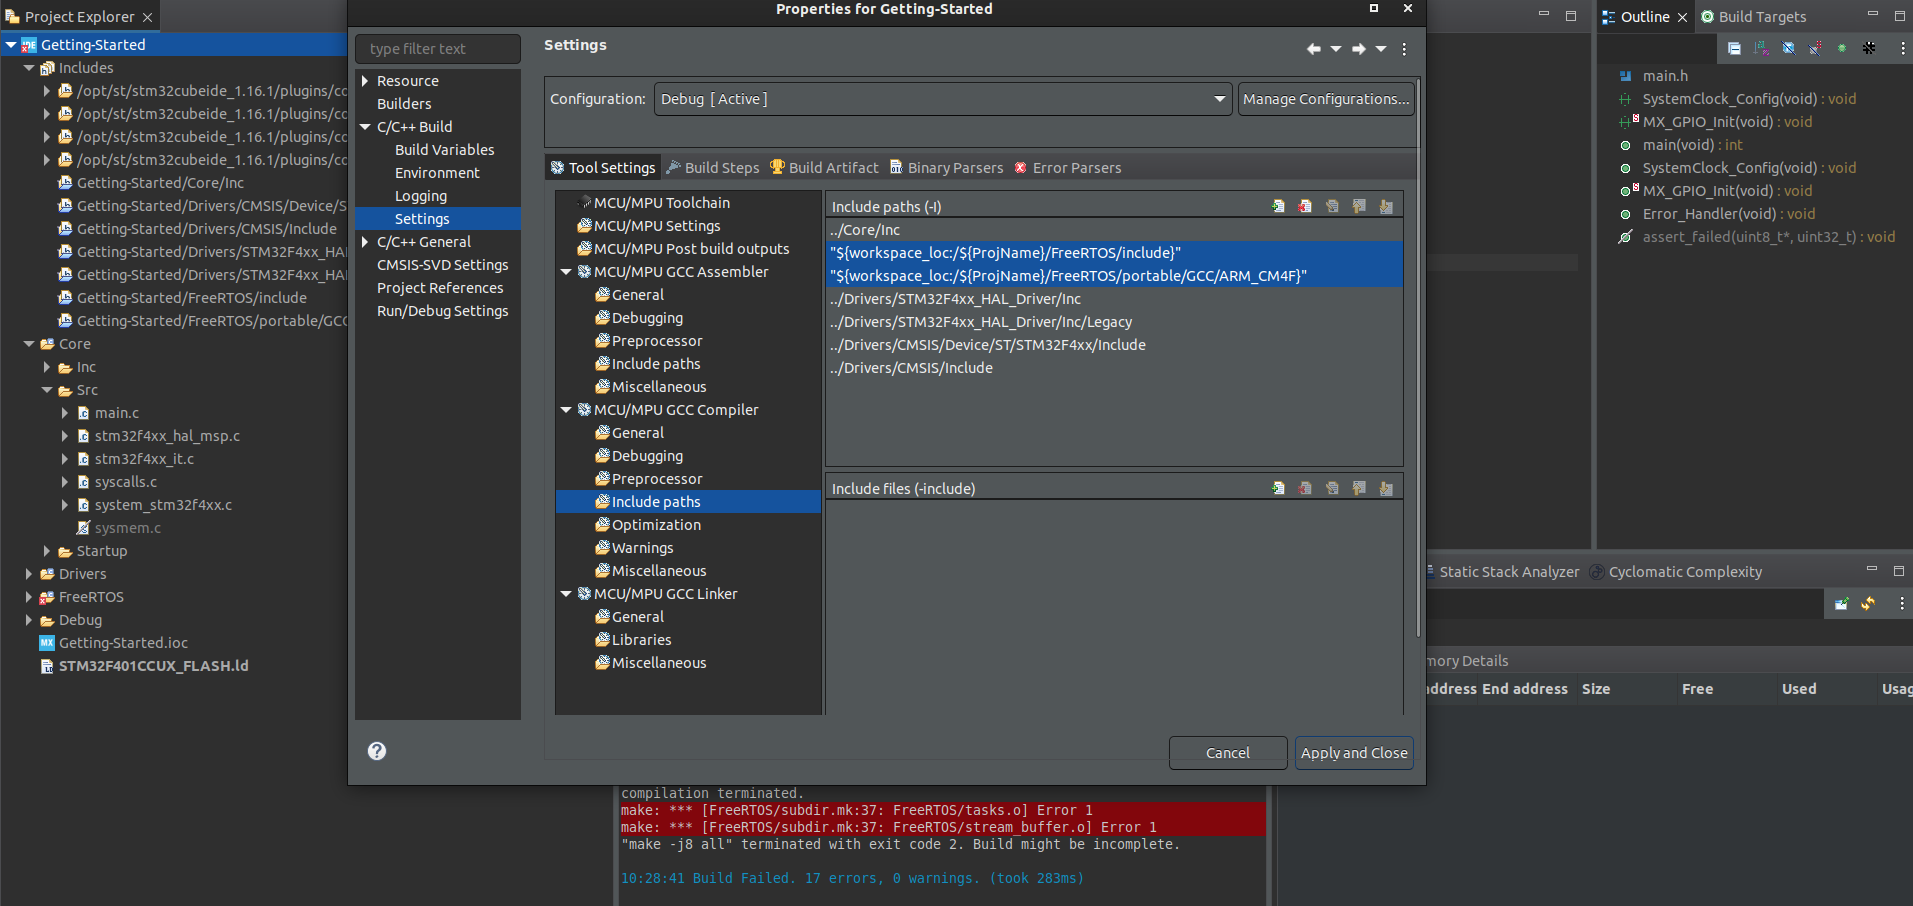 Project Explorer
Getting-Started
Includes
/opt/st/stm32cubeide_1.16.1/plugins/co
/opt/st/stm32cubeide_1.16.1/plugins/co
/opt/st/stm32cubeide_1.16.1/plugins/co
/opt/st/stm32cubeide_1.16.1/plugins/co
Getting-Started/Core/Inc
Getting-Started/Drivers/CMSIS/Device/S
Getting-Started/Drivers/CMSIS/Include
Getting-Started/Drivers/STM32F4xx_HAL
Getting-Started/Drivers/STM32F4xx_HAL
Getting-Started/FreeRTOS/include
Getting-Started/FreeRTOS/portable/GCC
Core
Inc
Src
main.c
stm32f4xx_hal_msp.c
stm32f4xx_it.c
syscalls.c
system_stm32f4xx.c
sysmem.c
Startup
Drivers
FreeRTOS
Debug
Getting-Started.ioc
STM32F401CCUX_FLASH.ld
Properties for Getting-Started
type filter text
Resource
Builders
C/C++ Build
Build Variables
Environment
Logging
Settings
C/C++ General
CMSIS-SVD Settings
Project References
Run/Debug Settings
Settings
Configuration: Debug [ Active ] Manage Configurations...
Tool Settings Build Steps Build Artifact Binary Parsers Error Parsers
MCU/MPU Toolchain
MCU/MPU Settings
MCU/MPU Post build outputs
MCU/MPU GCC Assembler
General
Debugging
Preprocessor
Include paths
Miscellaneous
MCU/MPU GCC Compiler
General
Debugging
Preprocessor
Include paths
Optimization
Warnings
Miscellaneous
MCU/MPU GCC Linker
General
Libraries
Miscellaneous
Include paths (-I)
../Core/Inc
"${workspace_loc:/${ProjName}/FreeRTOS/include}"
"${workspace_loc:/${ProjName}/FreeRTOS/portable/GCC/ARM_CM4F}"
../Drivers/STM32F4xx_HAL_Driver/Inc
../Drivers/STM32F4xx_HAL_Driver/Inc/Legacy
../Drivers/CMSIS/Device/ST/STM32F4xx/Include
../Drivers/CMSIS/Include
Include files (-include)
Cancel Apply and Close
compilation terminated.
make: *** [FreeRTOS/subdir.mk:37: FreeRTOS/tasks.o] Error 1
make: *** [FreeRTOS/subdir.mk:37: FreeRTOS/stream_buffer.o] Error 1
"make -j8 all" terminated with exit code 2. Build might be incomplete.
10:28:41 Build Failed. 17 errors, 0 warnings. (took 283ms)
Outline Build Targets
main.h
SystemClock_Config(void) : void
MX_GPIO_Init(void) : void
main(void) : int
SystemClock_Config(void) : void
MX_GPIO_Init(void) : void
Error_Handler(void) : void
assert_failed(uint8_t*, uint32_t) : void
Static Stack Analyzer Cyclomatic Complexity
mory Details
address End address Size Free Used Usag